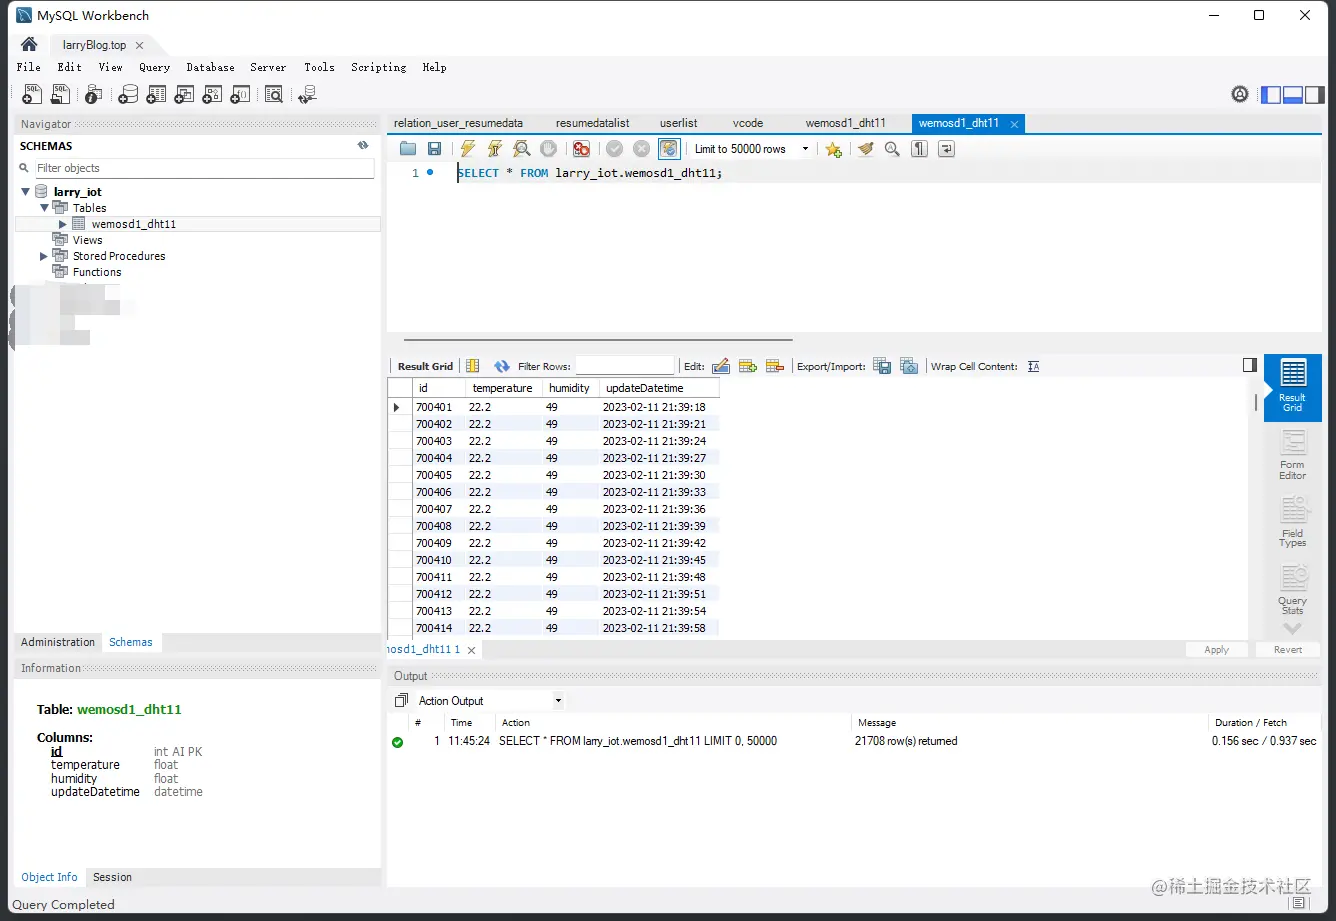 MySQL Workbench
larryBlog.top
File Edit View Query Database Server Tools Scripting Help
Navigator
SCHEMAS
Filter objects
larry_iot
Tables
wemosd1_dht11
Views
Stored Procedures
Functions
Administration Schemas
Information
Table: wemosd1_dht11
Columns:
id int AI PK
temperature float
humidity float
updateDatetime datetime
Object Info Session
relation_user_resumedata resumedatalist userlist vcode wemosd1_dht11 wemosd1_dht11
Limit to 50000 rows
1 SELECT * FROM larry_iot.wemosd1_dht11;
Result Grid Filter Rows: Edit: Export/Import: Wrap Cell Content:
id temperature humidity updateDatetime
700401 22.2 49 2023-02-11 21:39:18
700402 22.2 49 2023-02-11 21:39:21
700403 22.2 49 2023-02-11 21:39:24
700404 22.2 49 2023-02-11 21:39:27
700405 22.2 49 2023-02-11 21:39:30
700406 22.2 49 2023-02-11 21:39:33
700407 22.2 49 2023-02-11 21:39:36
700408 22.2 49 2023-02-11 21:39:39
700409 22.2 49 2023-02-11 21:39:42
700410 22.2 49 2023-02-11 21:39:45
700411 22.2 49 2023-02-11 21:39:48
700412 22.2 49 2023-02-11 21:39:51
700413 22.2 49 2023-02-11 21:39:54
700414 22.2 49 2023-02-11 21:39:58
Result
Grid
Form
Editor
Field
Types
Query
Stats
mosd1_dht11 1 Apply Revert
Output
Action Output
# Time Action Message Duration / Fetch
1 11:45:24 SELECT * FROM larry_iot.wemosd1_dht11 LIMIT 0, 50000 21708 row(s) returned 0.156 sec / 0.937 sec
@稀土掘金技术社区
Query Completed